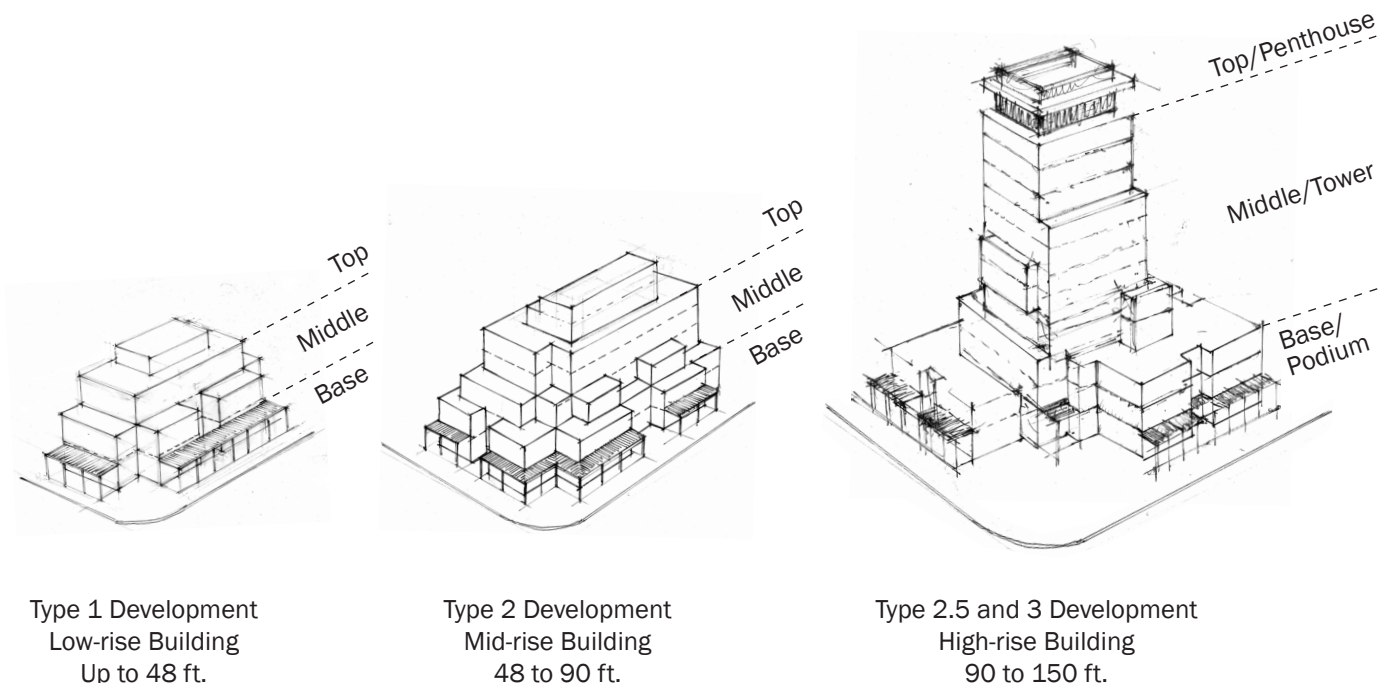 Top
Middle
Base
Top
Middle
Base
Top/Penthouse
Middle/Tower
Base/
Podium
Type 1 Development
Low-rise Building
Up to 48 ft.
Type 2 Development
Mid-rise Building
48 to 90 ft.
Type 2.5 and 3 Development
High-rise Building
90 to 150 ft.